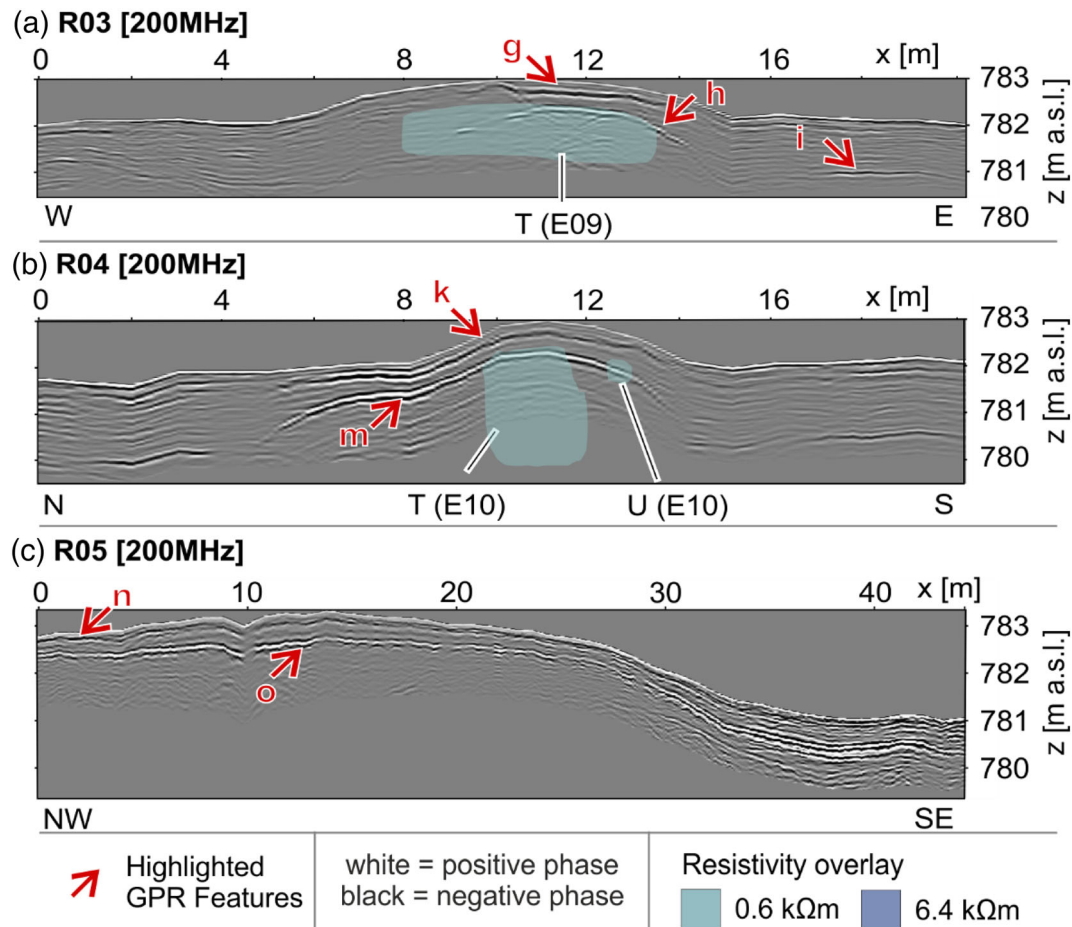 (a) R03 [200MHz]
0 4 8 12 16 x [m]
g
h
i
783
782
781
780
z [m a.s.l.]
W
T (E09)
E
(b) R04 [200MHz]
0 4 8 12 16 x [m]
k
m
783
782
781
780
z [m a.s.l.]
N
T (E10)
U (E10)
S
(c) R05 [200MHz]
0 10 20 30 40 x [m]
n
o
783
782
781
780
z [m a.s.l.]
NW
SE
Highlighted
GPR Features
white = positive phase
black = negative phase
Resistivity overlay
0.6 kΩm
6.4 kΩm